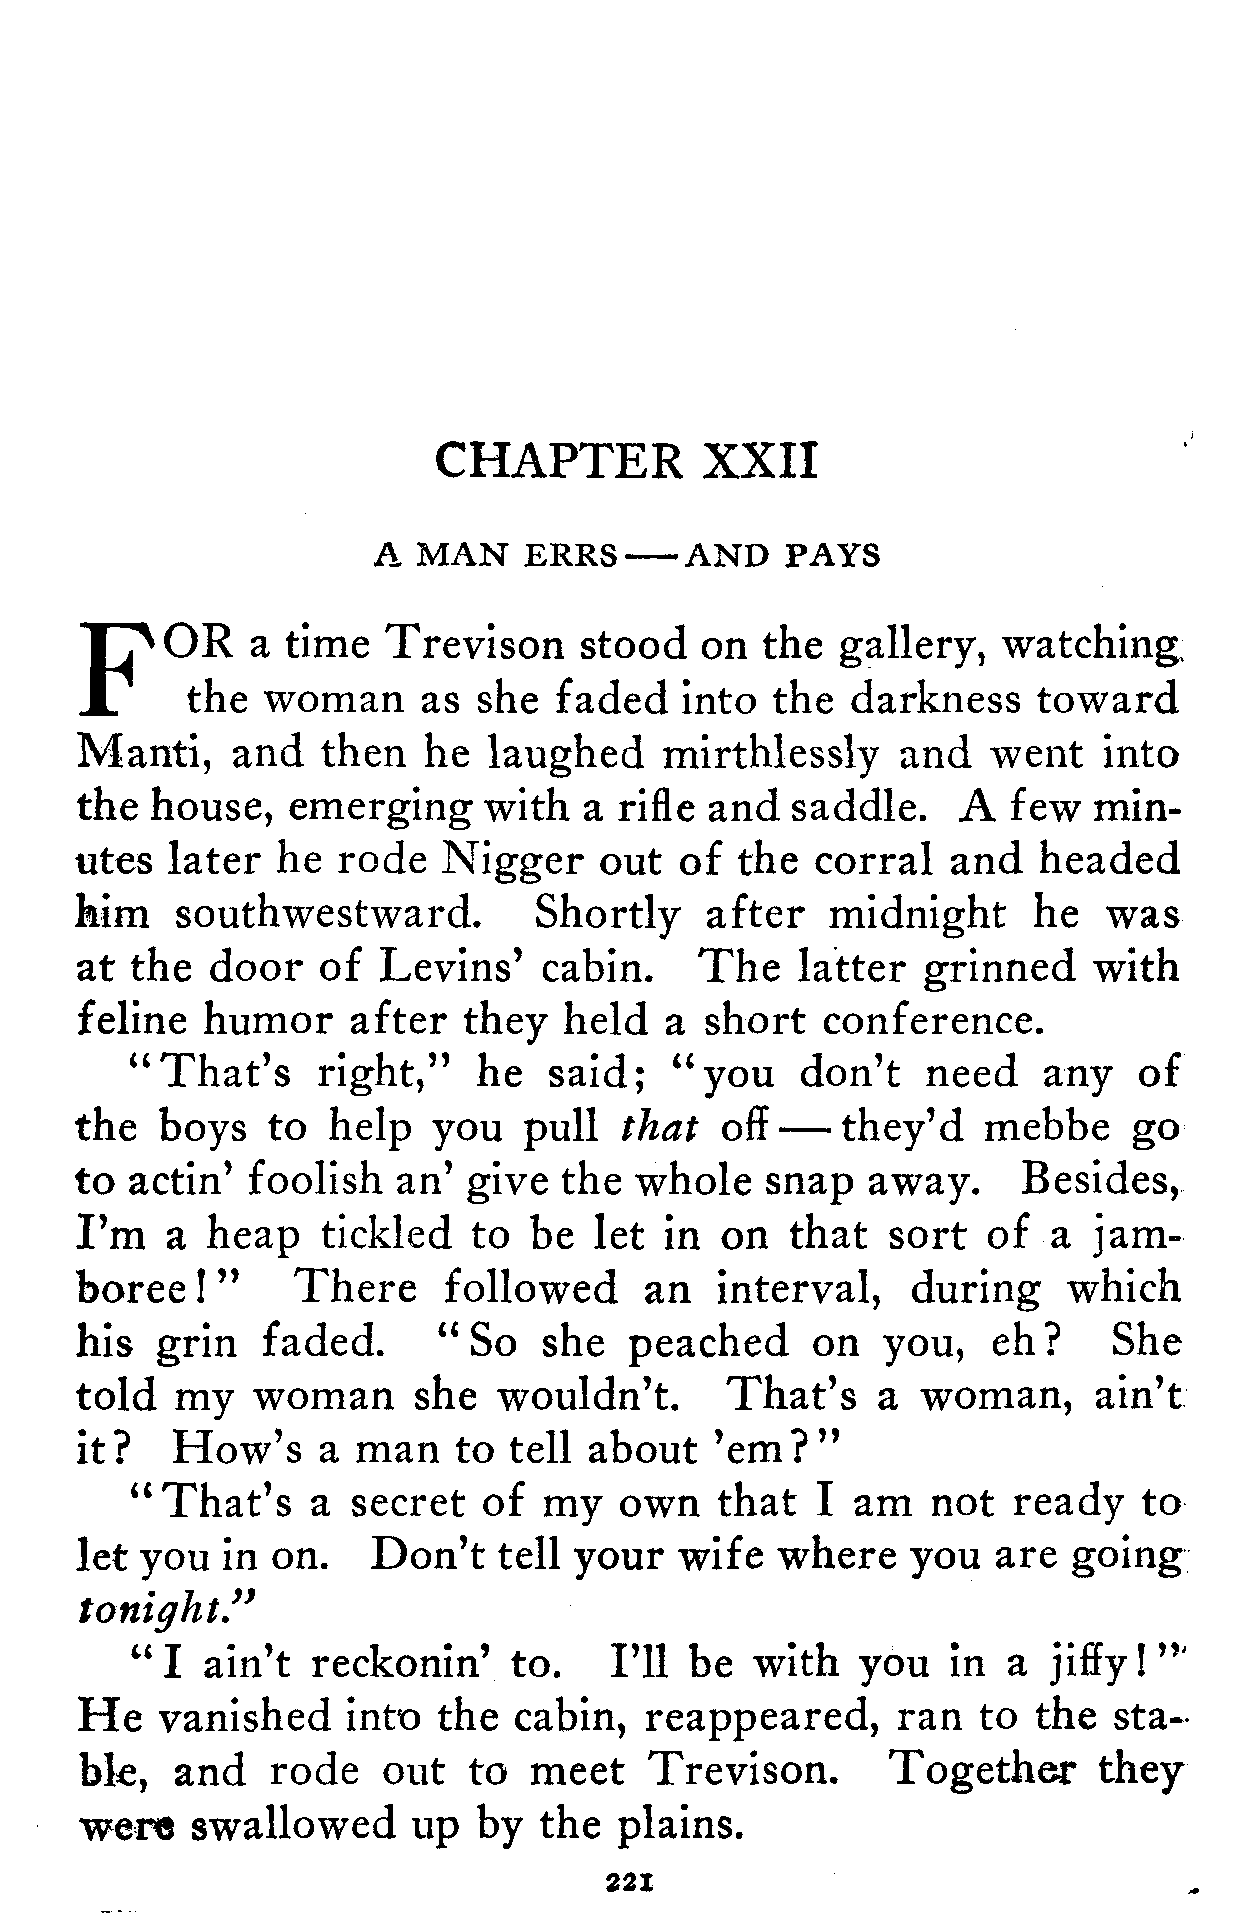 CHAPTER XXII
A MAN ERRS — AND PAYS
FOR a time Trevison stood on the gallery, watching
the woman as she faded into the darkness toward
Manti, and then he laughed mirthlessly and went into
the house, emerging with a rifle and saddle. A few min-
utes later he rode Nigger out of the corral and headed
him southwestward. Shortly after midnight he was
at the door of Levins' cabin. The latter grinned with
feline humor after they held a short conference.
"That's right," he said; "you don't need any of
the boys to help you pull that off — they'd mebbe go
to actin' foolish an' give the whole snap away. Besides,
I'm a heap tickled to be let in on that sort of a jam-
boree!" There followed an interval, during which
his grin faded. "So she peached on you, eh? She
told my woman she wouldn't. That's a woman, ain't
it? How's a man to tell about 'em?"
"That's a secret of my own that I am not ready to
let you in on. Don't tell your wife where you are going
tonight."
"I ain't reckonin' to. I'll be with you in a jiffy!"
He vanished into the cabin, reappeared, ran to the sta-
ble, and rode out to meet Trevison. Together they
were swallowed up by the plains.
221